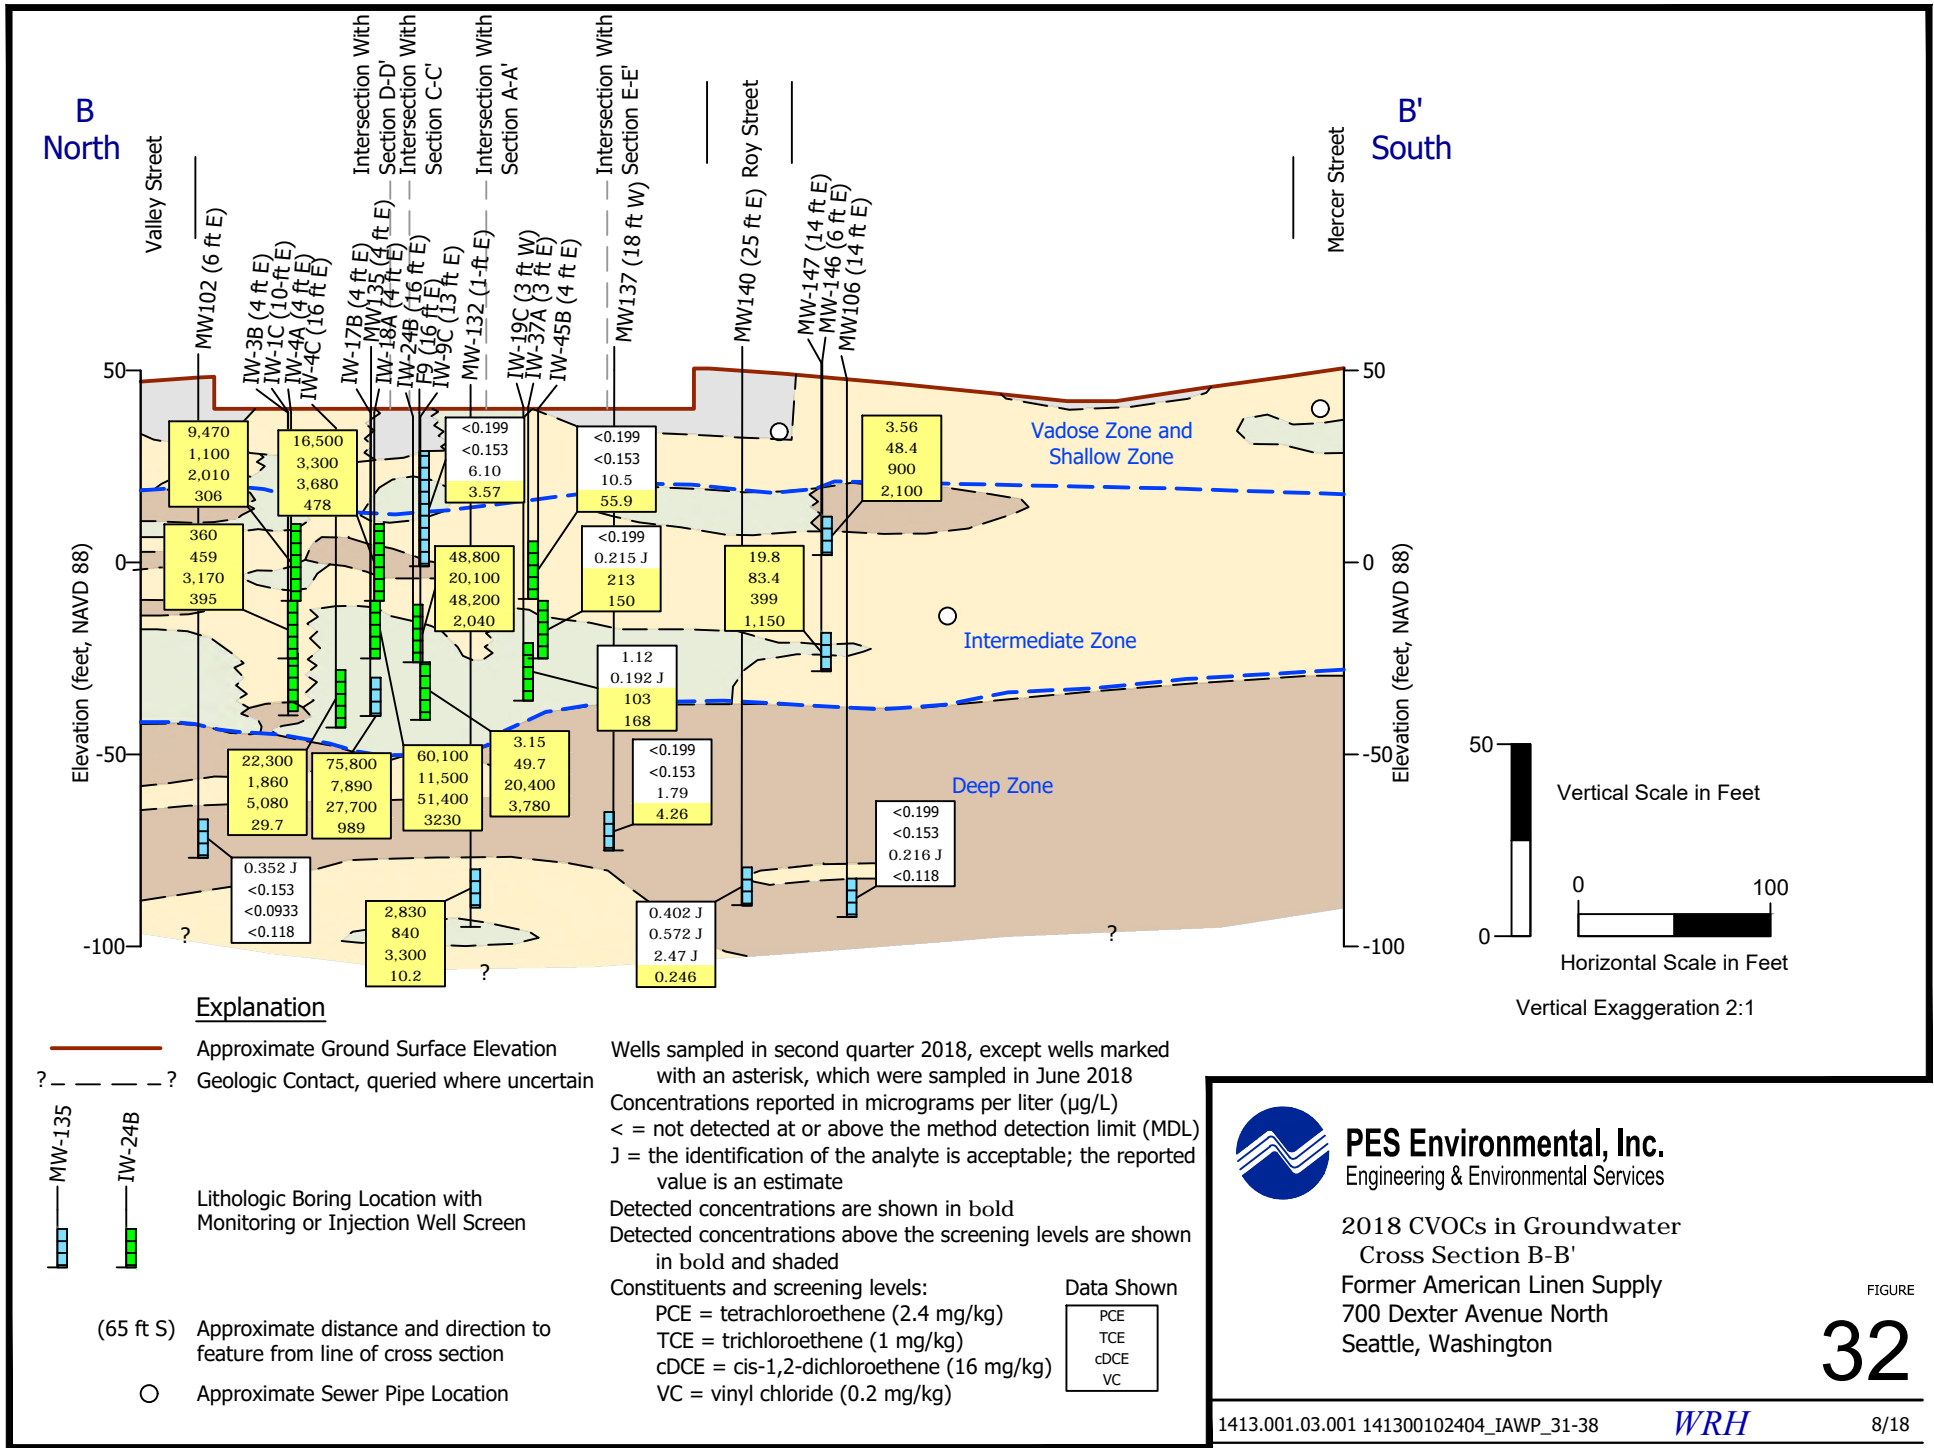 B
North
Valley Street
MW102 (6 ft E)
IW-3B (4 ft E)
IW-1C (10-ft E)
IW-4A (4 ft E)
IW-4C (16 ft E)
IW-17B (4 ft E)
MW135 (4 ft E)
IW-18A (4 ft E)
IW-24B (16 ft E)
F9 (16 ft E)
IW-9C (13 ft E)
MW-132 (1-ft E)
IW-19C (3 ft W)
IW-37A (3 ft E)
IW-45B (4 ft E)
MW137 (18 ft W)
MW140 (25 ft E)
MW-147 (14 ft E)
MW-146 (6 ft E)
MW106 (14 ft E)
Intersection With
Section D-D'
Intersection With
Section C-C'
Intersection With
Section A-A'
Intersection With
Section E-E'
Roy Street
Mercer Street
B'
South
50
0
-50
-100
Elevation (feet, NAVD 88)
50
0
-50
-100
Elevation (feet, NAVD 88)
9,470
1,100
2,010
306
16,500
3,300
3,680
478
<0.199
<0.153
6.10
3.57
<0.199
<0.153
10.5
55.9
3.56
48.4
900
2,100
Vadose Zone and
Shallow Zone
360
459
3,170
395
48,800
20,100
48,200
2,040
<0.199
0.215 J
213
150
19.8
83.4
399
1,150
Intermediate Zone
1.12
0.192 J
103
168
22,300
1,860
5,080
29.7
75,800
7,890
27,700
989
60,100
11,500
51,400
3230
3.15
49.7
20,400
3,780
<0.199
<0.153
1.79
4.26
Deep Zone
<0.199
<0.153
0.216 J
<0.118
0.352 J
<0.153
<0.0933
<0.118
2,830
840
3,300
10.2
0.402 J
0.572 J
2.47 J
0.246
?
?
?
50
0
Vertical Scale in Feet
0
100
Horizontal Scale in Feet
Vertical Exaggeration 2:1
Explanation
Approximate Ground Surface Elevation
? ? Geologic Contact, queried where uncertain
MW-135
IW-24B
Lithologic Boring Location with
Monitoring or Injection Well Screen
(65 ft S) Approximate distance and direction to
feature from line of cross section
Approximate Sewer Pipe Location
Wells sampled in second quarter 2018, except wells marked
with an asterisk, which were sampled in June 2018
Concentrations reported in micrograms per liter (µg/L)
< = not detected at or above the method detection limit (MDL)
J = the identification of the analyte is acceptable; the reported
value is an estimate
Detected concentrations are shown in bold
Detected concentrations above the screening levels are shown
in bold and shaded
Constituents and screening levels:
PCE = tetrachloroethene (2.4 mg/kg)
TCE = trichloroethene (1 mg/kg)
cDCE = cis-1,2-dichloroethene (16 mg/kg)
VC = vinyl chloride (0.2 mg/kg)
Data Shown
PCE
TCE
cDCE
VC
PES Environmental, Inc.
Engineering & Environmental Services
2018 CVOCs in Groundwater
Cross Section B-B'
Former American Linen Supply
700 Dexter Avenue North
Seattle, Washington
FIGURE
32
1413.001.03.001 141300102404_IAWP_31-38
WRH
8/18